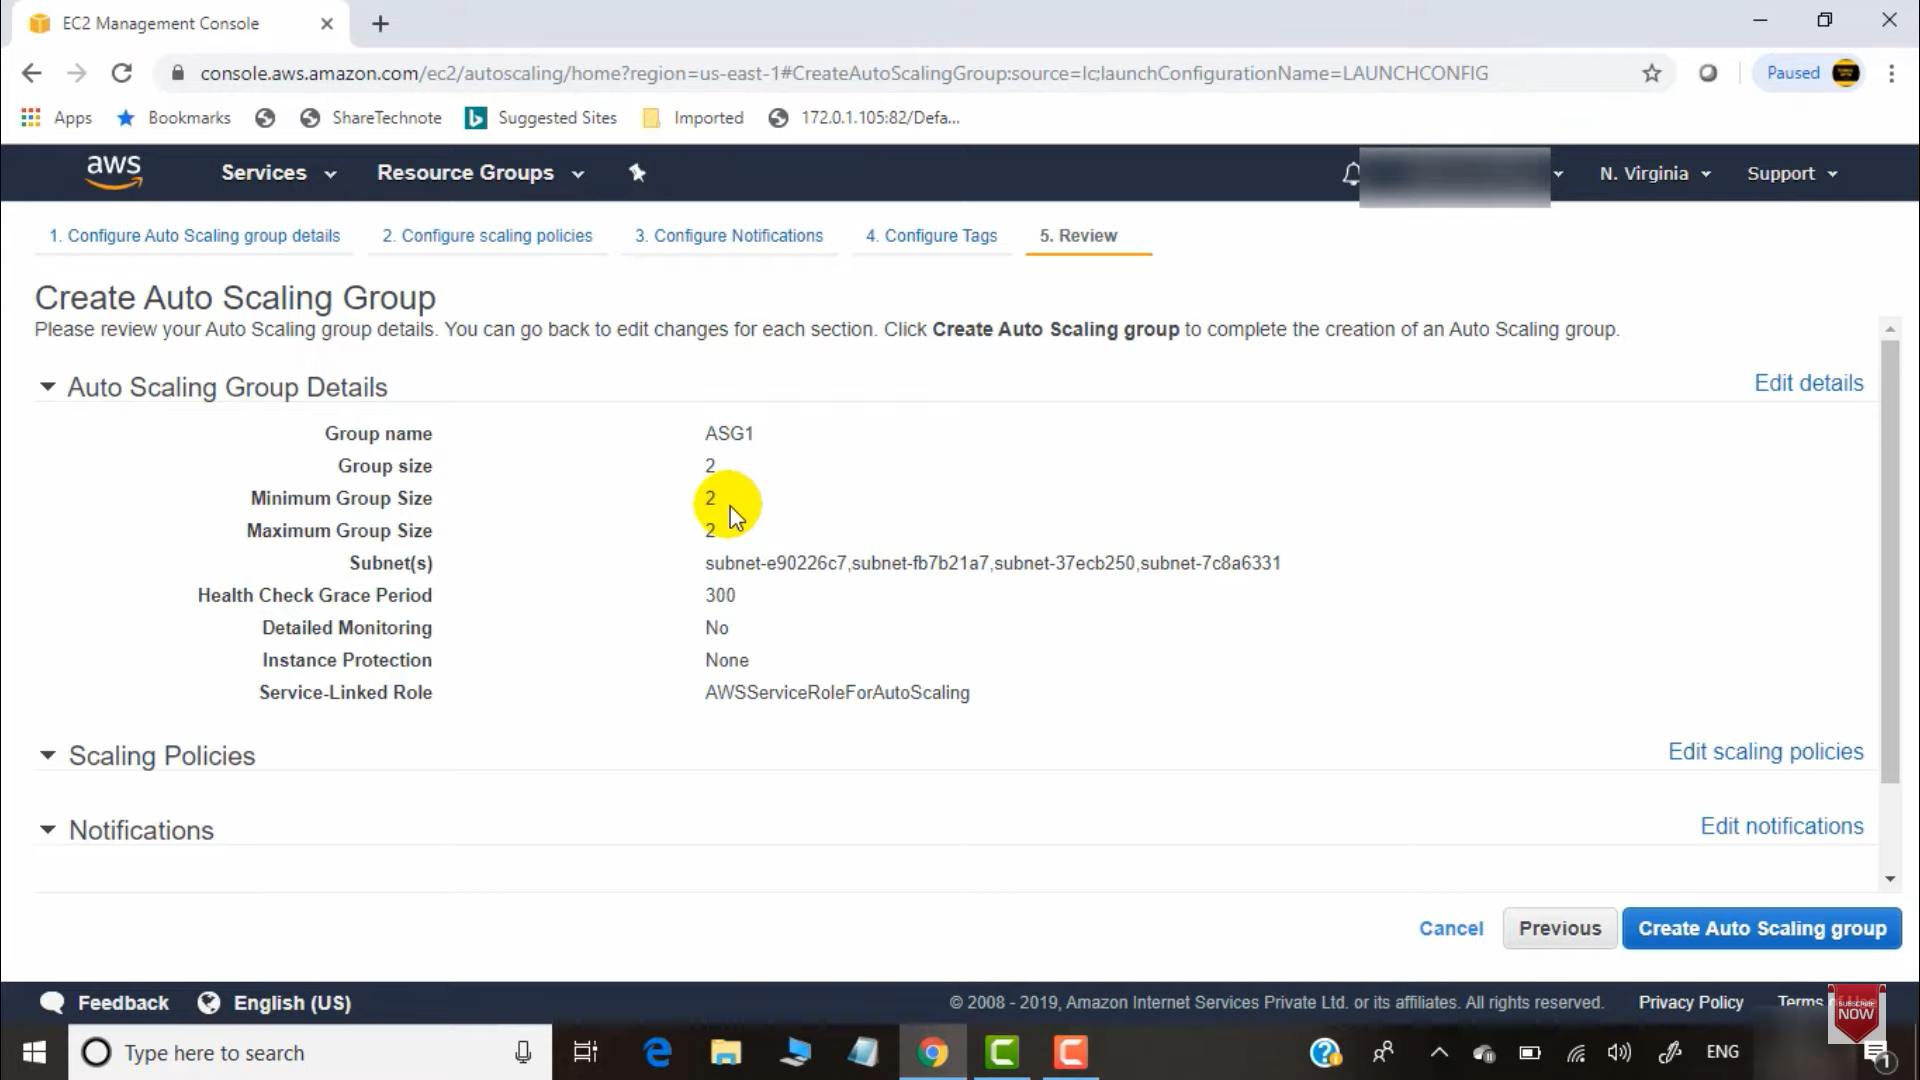 EC2 Management Console
console.aws.amazon.com/ec2/autoscaling/home?region=us-east-1#CreateAutoScalingGroup:source=lc;launchConfigurationName=LAUNCHCONFIG
Paused
Apps Bookmarks ShareTechnote Suggested Sites Imported 172.0.1.105:82/Defa...
aws Services Resource Groups N. Virginia Support
1. Configure Auto Scaling group details 2. Configure scaling policies 3. Configure Notifications 4. Configure Tags 5. Review
Create Auto Scaling Group
Please review your Auto Scaling group details. You can go back to edit changes for each section. Click Create Auto Scaling group to complete the creation of an Auto Scaling group.
Auto Scaling Group Details Edit details
Group name ASG1
Group size 2
Minimum Group Size 2
Maximum Group Size 2
Subnet(s) subnet-e90226c7,subnet-fb7b21a7,subnet-37ecb250,subnet-7c8a6331
Health Check Grace Period 300
Detailed Monitoring No
Instance Protection None
Service-Linked Role AWSServiceRoleForAutoScaling
Scaling Policies Edit scaling policies
Notifications Edit notifications
Cancel Previous Create Auto Scaling group
Feedback English (US) © 2008 - 2019, Amazon Internet Services Private Ltd. or its affiliates. All rights reserved. Privacy Policy Terms
SUBSCRIBE
NOW
Type here to search ENG 1